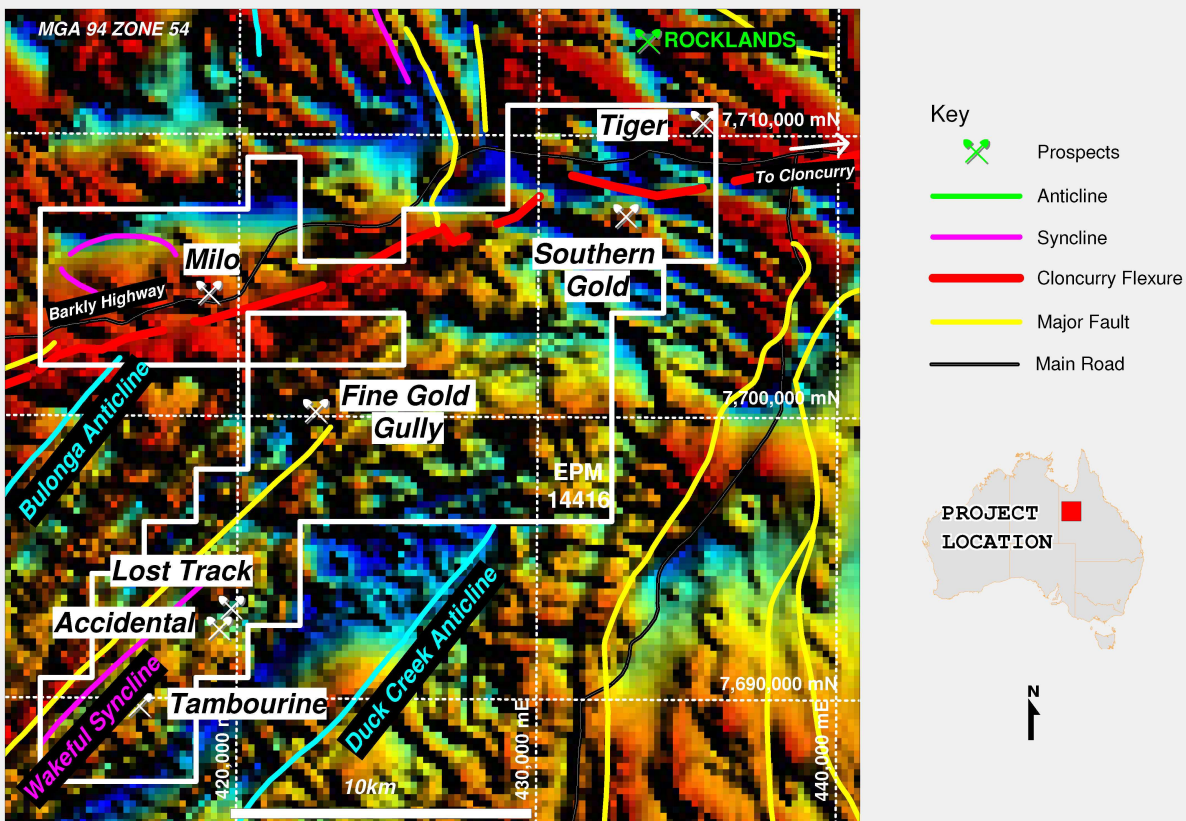 MGA 94 ZONE 54
ROCKLANDS
Tiger
7,710,000 mN
To Cloncurry
Southern
Gold
Milo
Barkly Highway
Bulonga Anticline
Fine Gold
Gully
7,700,000 mN
EPM
14416
Lost Track
Accidental
Tambourine
Wakeful Syncline
Duck Creek Anticline
7,690,000 mN
420,000 m
430,000 mE
440,000 mE
10km
Key
Prospects
Anticline
Syncline
Cloncurry Flexure
Major Fault
Main Road
PROJECT
LOCATION
N